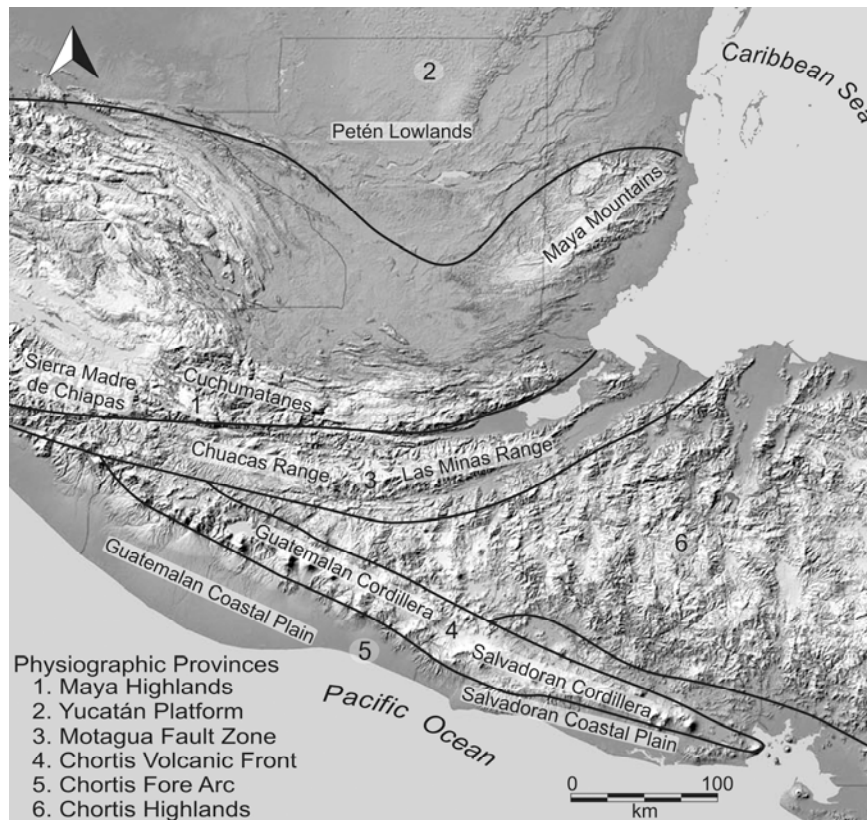 Caribbean Sea
2
Petén Lowlands
Maya Mountains
Sierra Madre
de Chiapas
Cuchumatanes
1
Chuacas Range
3
Las Minas Range
6
Guatemalan Cordillera
Guatemalan Coastal Plain
4
5
Salvadoran Cordillera
Salvadoran Coastal Plain
Pacific Ocean
Physiographic Provinces
1. Maya Highlands
2. Yucatán Platform
3. Motagua Fault Zone
4. Chortis Volcanic Front
5. Chortis Fore Arc
6. Chortis Highlands
0 100
km